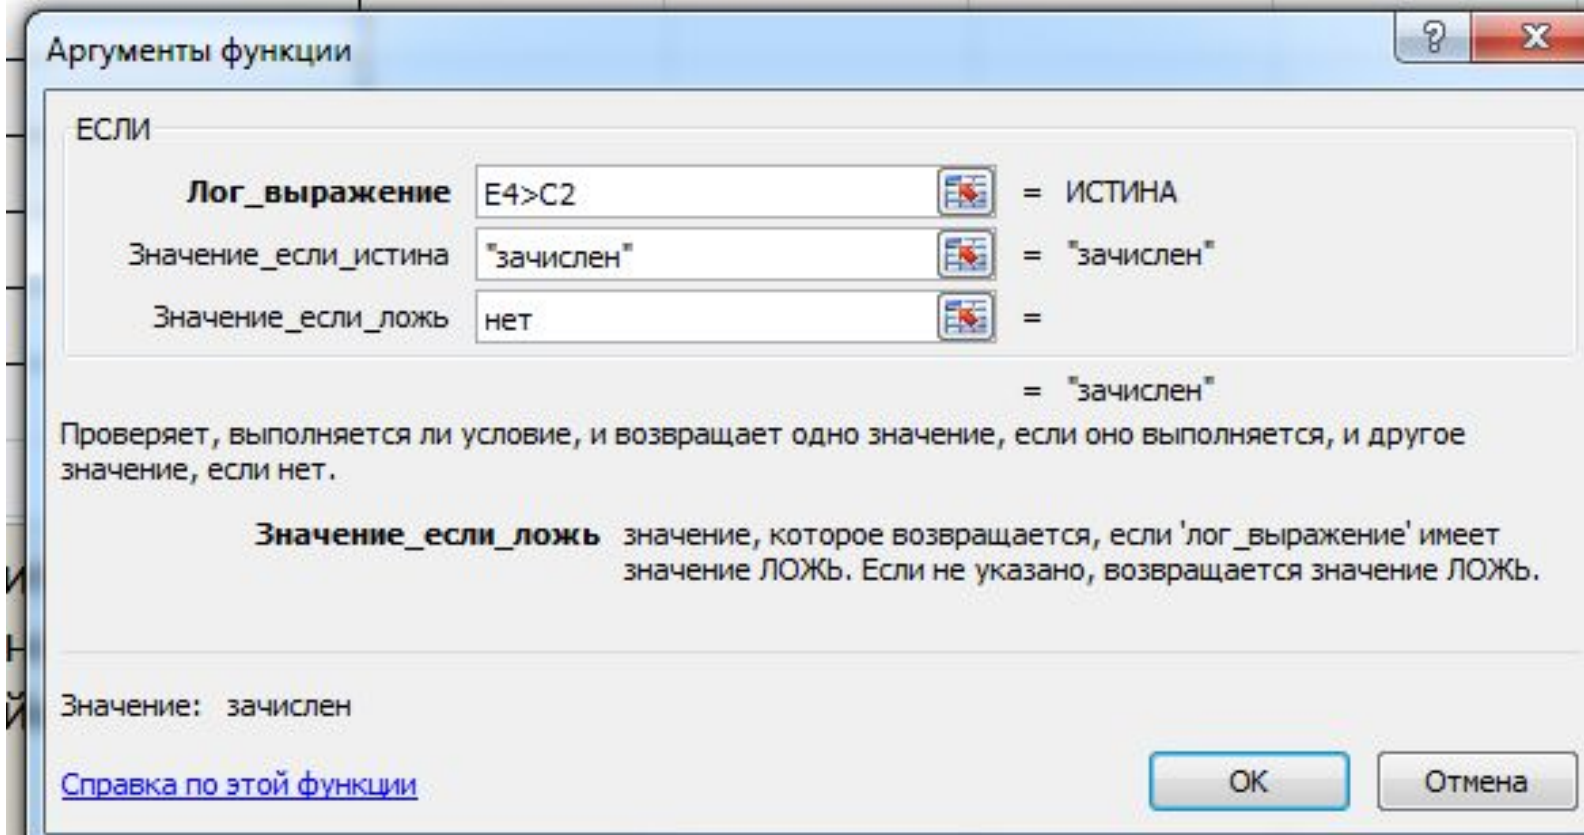 Аргументы функции
ЕСЛИ
Лог_выражение E4>C2 = ИСТИНА
Значение_если_истина "зачислен" = "зачислен"
Значение_если_ложь нет =
= "зачислен"
Проверяет, выполняется ли условие, и возвращает одно значение, если оно выполняется, и другое
значение, если нет.
Значение_если_ложь значение, которое возвращается, если 'лог_выражение' имеет
значение ЛОЖЬ. Если не указано, возвращается значение ЛОЖЬ.
Значение: зачислен
Справка по этой функции
ОК Отмена